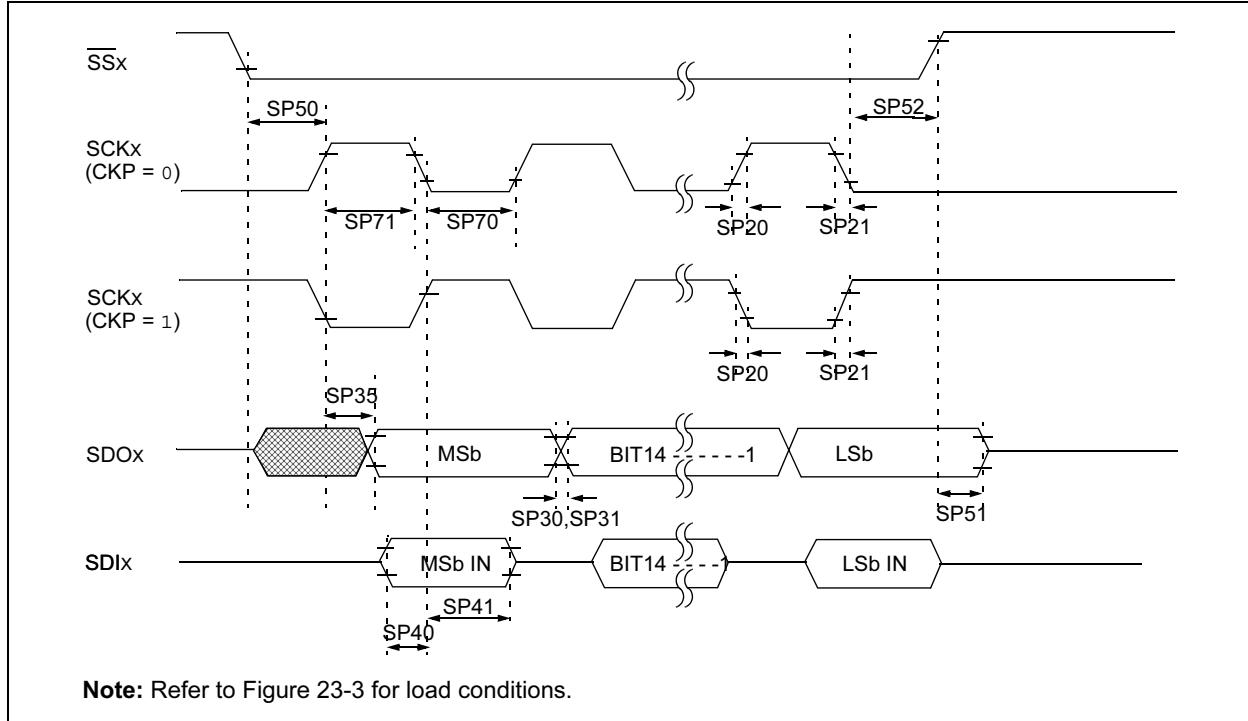 SSx
SP50
SP52
SCKx
(CKP = 0)
SP71
SP70
SP20
SP21
SCKx
(CKP = 1)
SP20
SP21
SP35
SDOx
MSb
BIT14 - - - - - -1
LSb
SP30,SP31
SP51
SDIx
MSb IN
BIT14 - - - - -1
LSb IN
SP41
SP40
Note: Refer to Figure 23-3 for load conditions.